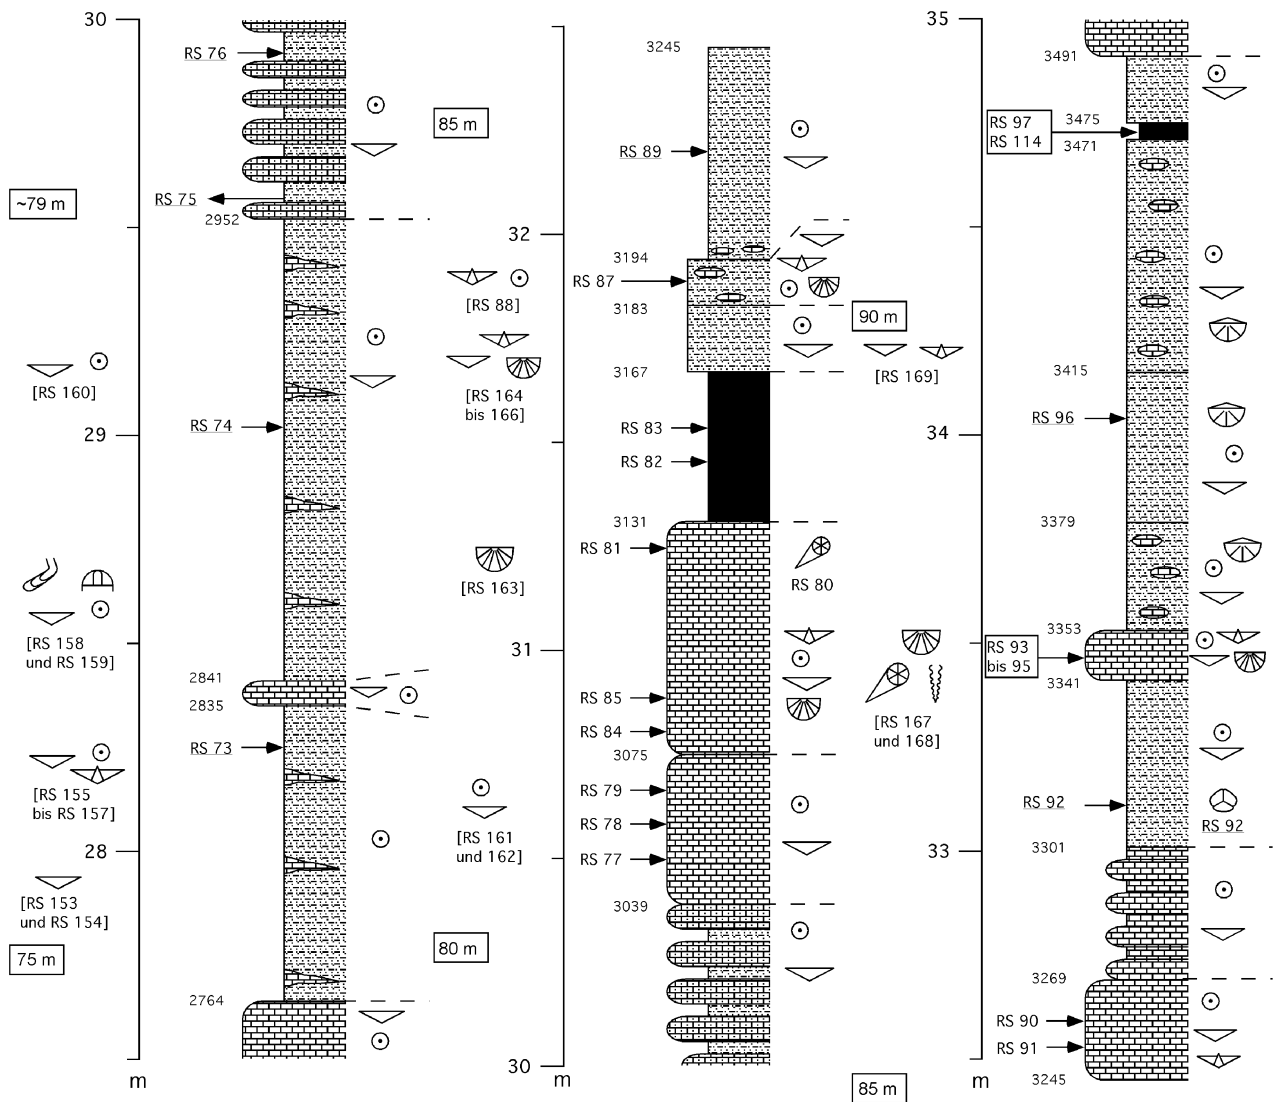 30
RS 76
85 m
~79 m
RS 75
2952
[RS 88]
[RS 160]
[RS 164
bis 166]
29
RS 74
[RS 163]
[RS 158
und RS 159]
2841
2835
RS 73
[RS 155
bis RS 157]
[RS 161
und 162]
28
[RS 153
und RS 154]
75 m
80 m
2764
m
3245
RS 89
32
3194
RS 87
3183
90 m
3167
[RS 169]
RS 83
RS 82
3131
RS 81
RS 80
31
RS 85
[RS 167
und 168]
RS 84
3075
RS 79
RS 78
RS 77
3039
30
m
85 m
35
3491
RS 97
RS 114
3475
3471
3415
RS 96
34
3379
3353
RS 93
bis 95
3341
RS 92
RS 92
3301
33
3269
RS 90
RS 91
3245
m